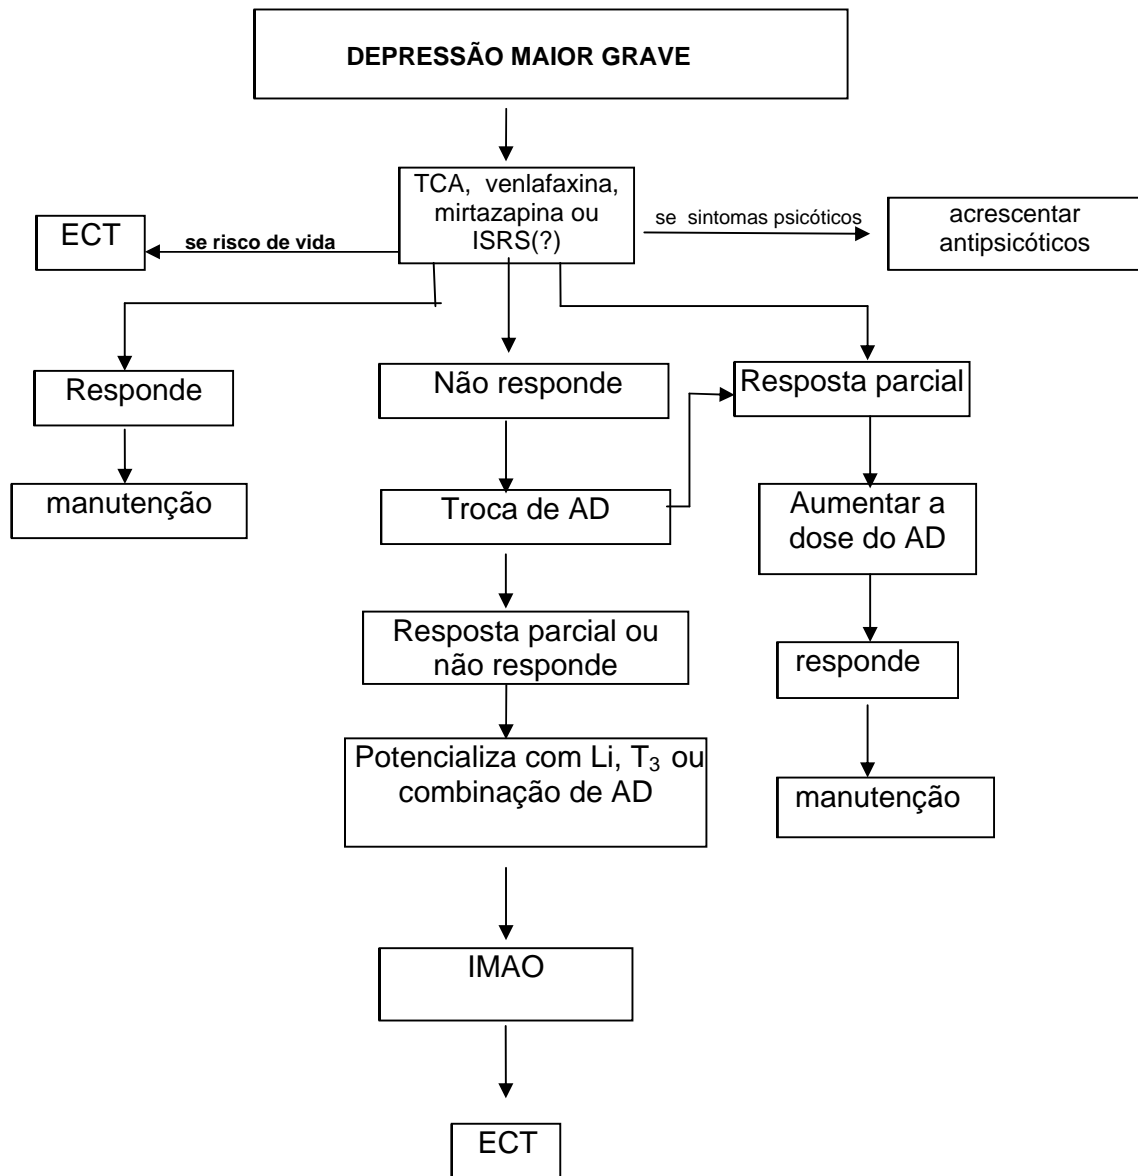 DEPRESSÃO MAIOR GRAVE
TCA, venlafaxina,
mirtazapina ou
ISRS(?)
ECT
se risco de vida
se sintomas psicóticos
acrescentar
antipsicóticos
Responde
Não responde
Resposta parcial
manutenção
Troca de AD
Aumentar a
dose do AD
Resposta parcial ou
não responde
responde
Potencializa com Li, T₃ ou
combinação de AD
manutenção
IMAO
ECT